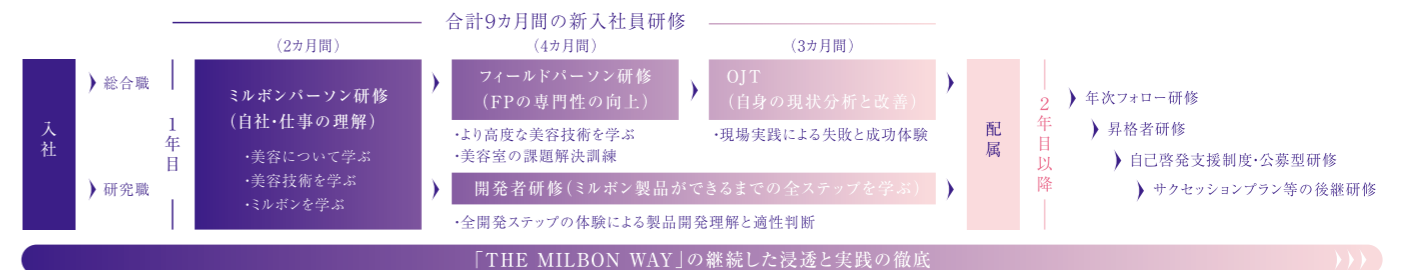 合計9カ月間の新入社員研修
(2カ月間)
(4カ月間)
(3カ月間)
入社
総合職
研究職
1年目
ミルボンパーソン研修
(自社・仕事の理解)
・美容について学ぶ
・美容技術を学ぶ
・ミルボンを学ぶ
フィールドパーソン研修
(FPの専門性の向上)
・より高度な美容技術を学ぶ
・美容室の課題解決訓練
OJT
(自身の現状分析と改善)
・現場実践による失敗と成功体験
開発者研修(ミルボン製品ができるまでの全ステップを学ぶ)
・全開発ステップの体験による製品開発理解と適性判断
配属
2年目以降
年次フォロー研修
昇格者研修
自己啓発支援制度・公募型研修
サクセッションプラン等の後継研修
「THE MILBON WAY」の継続した浸透と実践の徹底